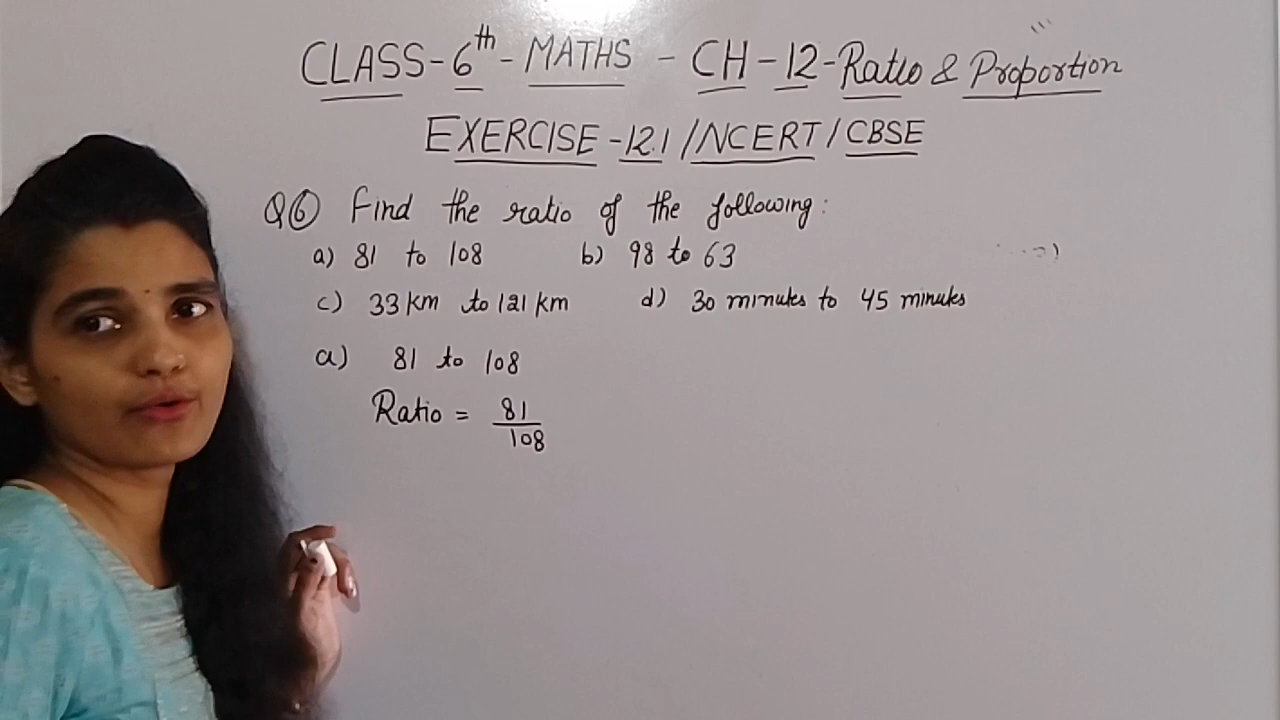 CLASS-6th-MATHS-CH-12-Ratio & Proportion
EXERCISE-12.1/NCERT/CBSE
Q⑥ Find the ratio of the following:
a) 81 to 108 b) 98 to 63
c) 33 km to 121 km d) 30 minutes to 45 minutes
a) 81 to 108
Ratio = 81
108